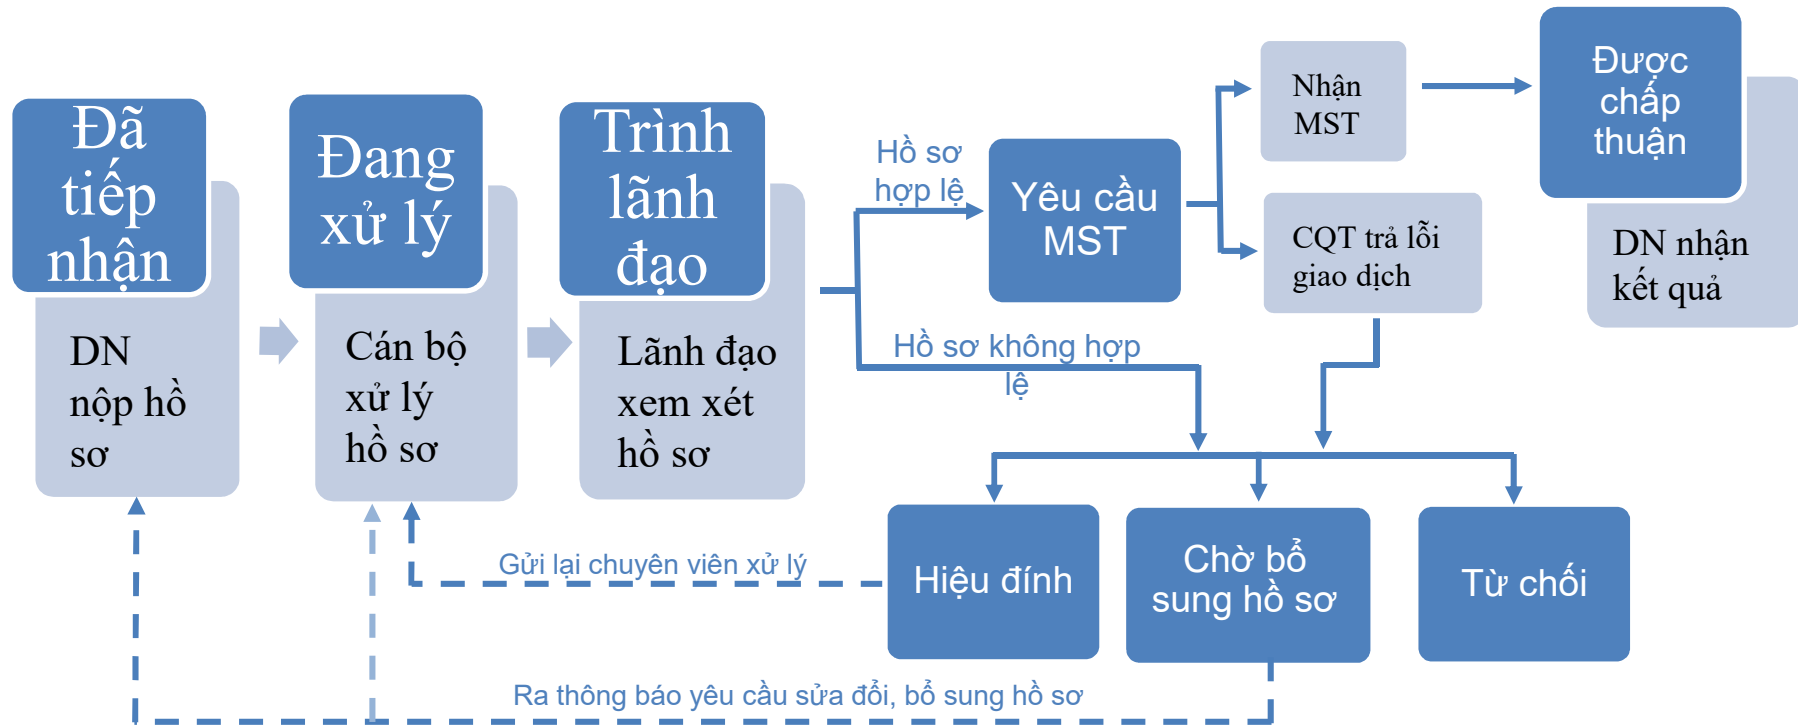 Đã
tiếp
nhận
DN
nộp hồ
sơ
Đang
xử lý
Cán bộ
xử lý
hồ sơ
Trình
lãnh
đạo
Lãnh đạo
xem xét
hồ sơ
Hồ sơ
hợp lệ
Hồ sơ không hợp
lệ
Yêu cầu
MST
Nhận
MST
CQT trả lỗi
giao dịch
Được
chấp
thuận
DN nhận
kết quả
Hiệu đính
Chờ bổ
sung hồ sơ
Từ chối
Gửi lại chuyên viên xử lý
Ra thông báo yêu cầu sửa đổi, bổ sung hồ sơ